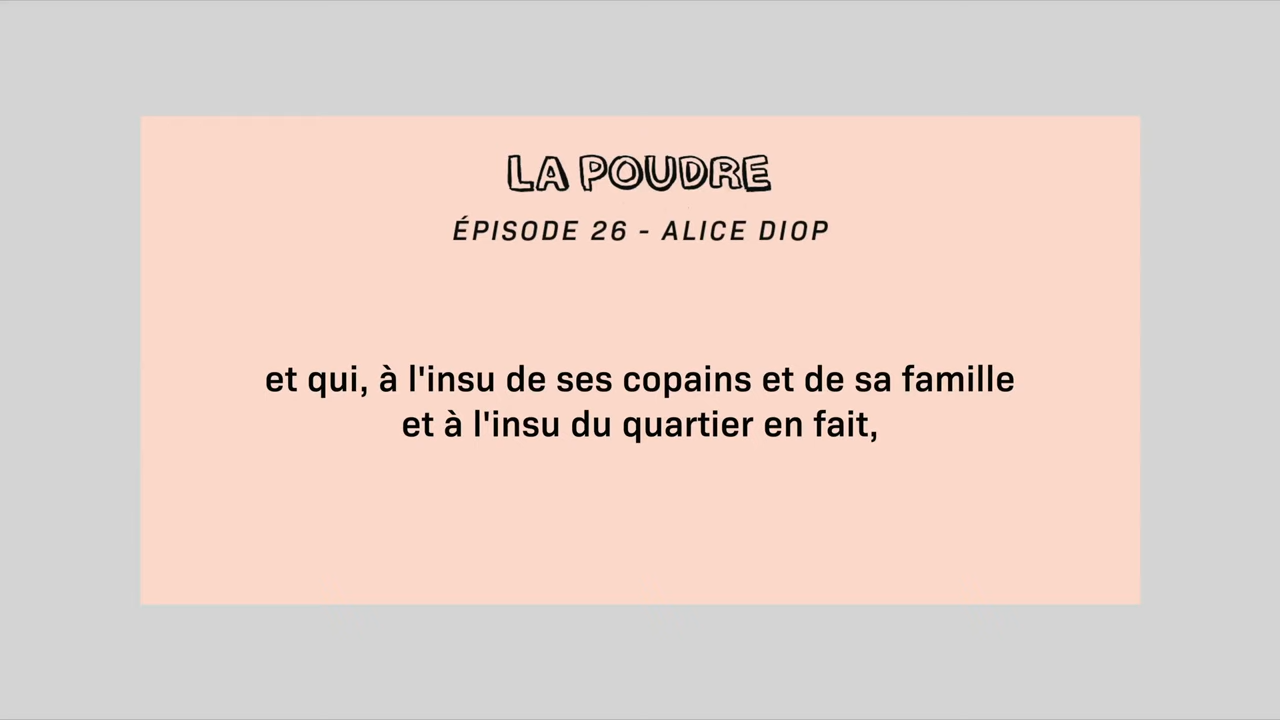 LA POUDRE
ÉPISODE 26 - ALICE DIOP
et qui, à l'insu de ses copains et de sa famille
et à l'insu du quartier en fait,